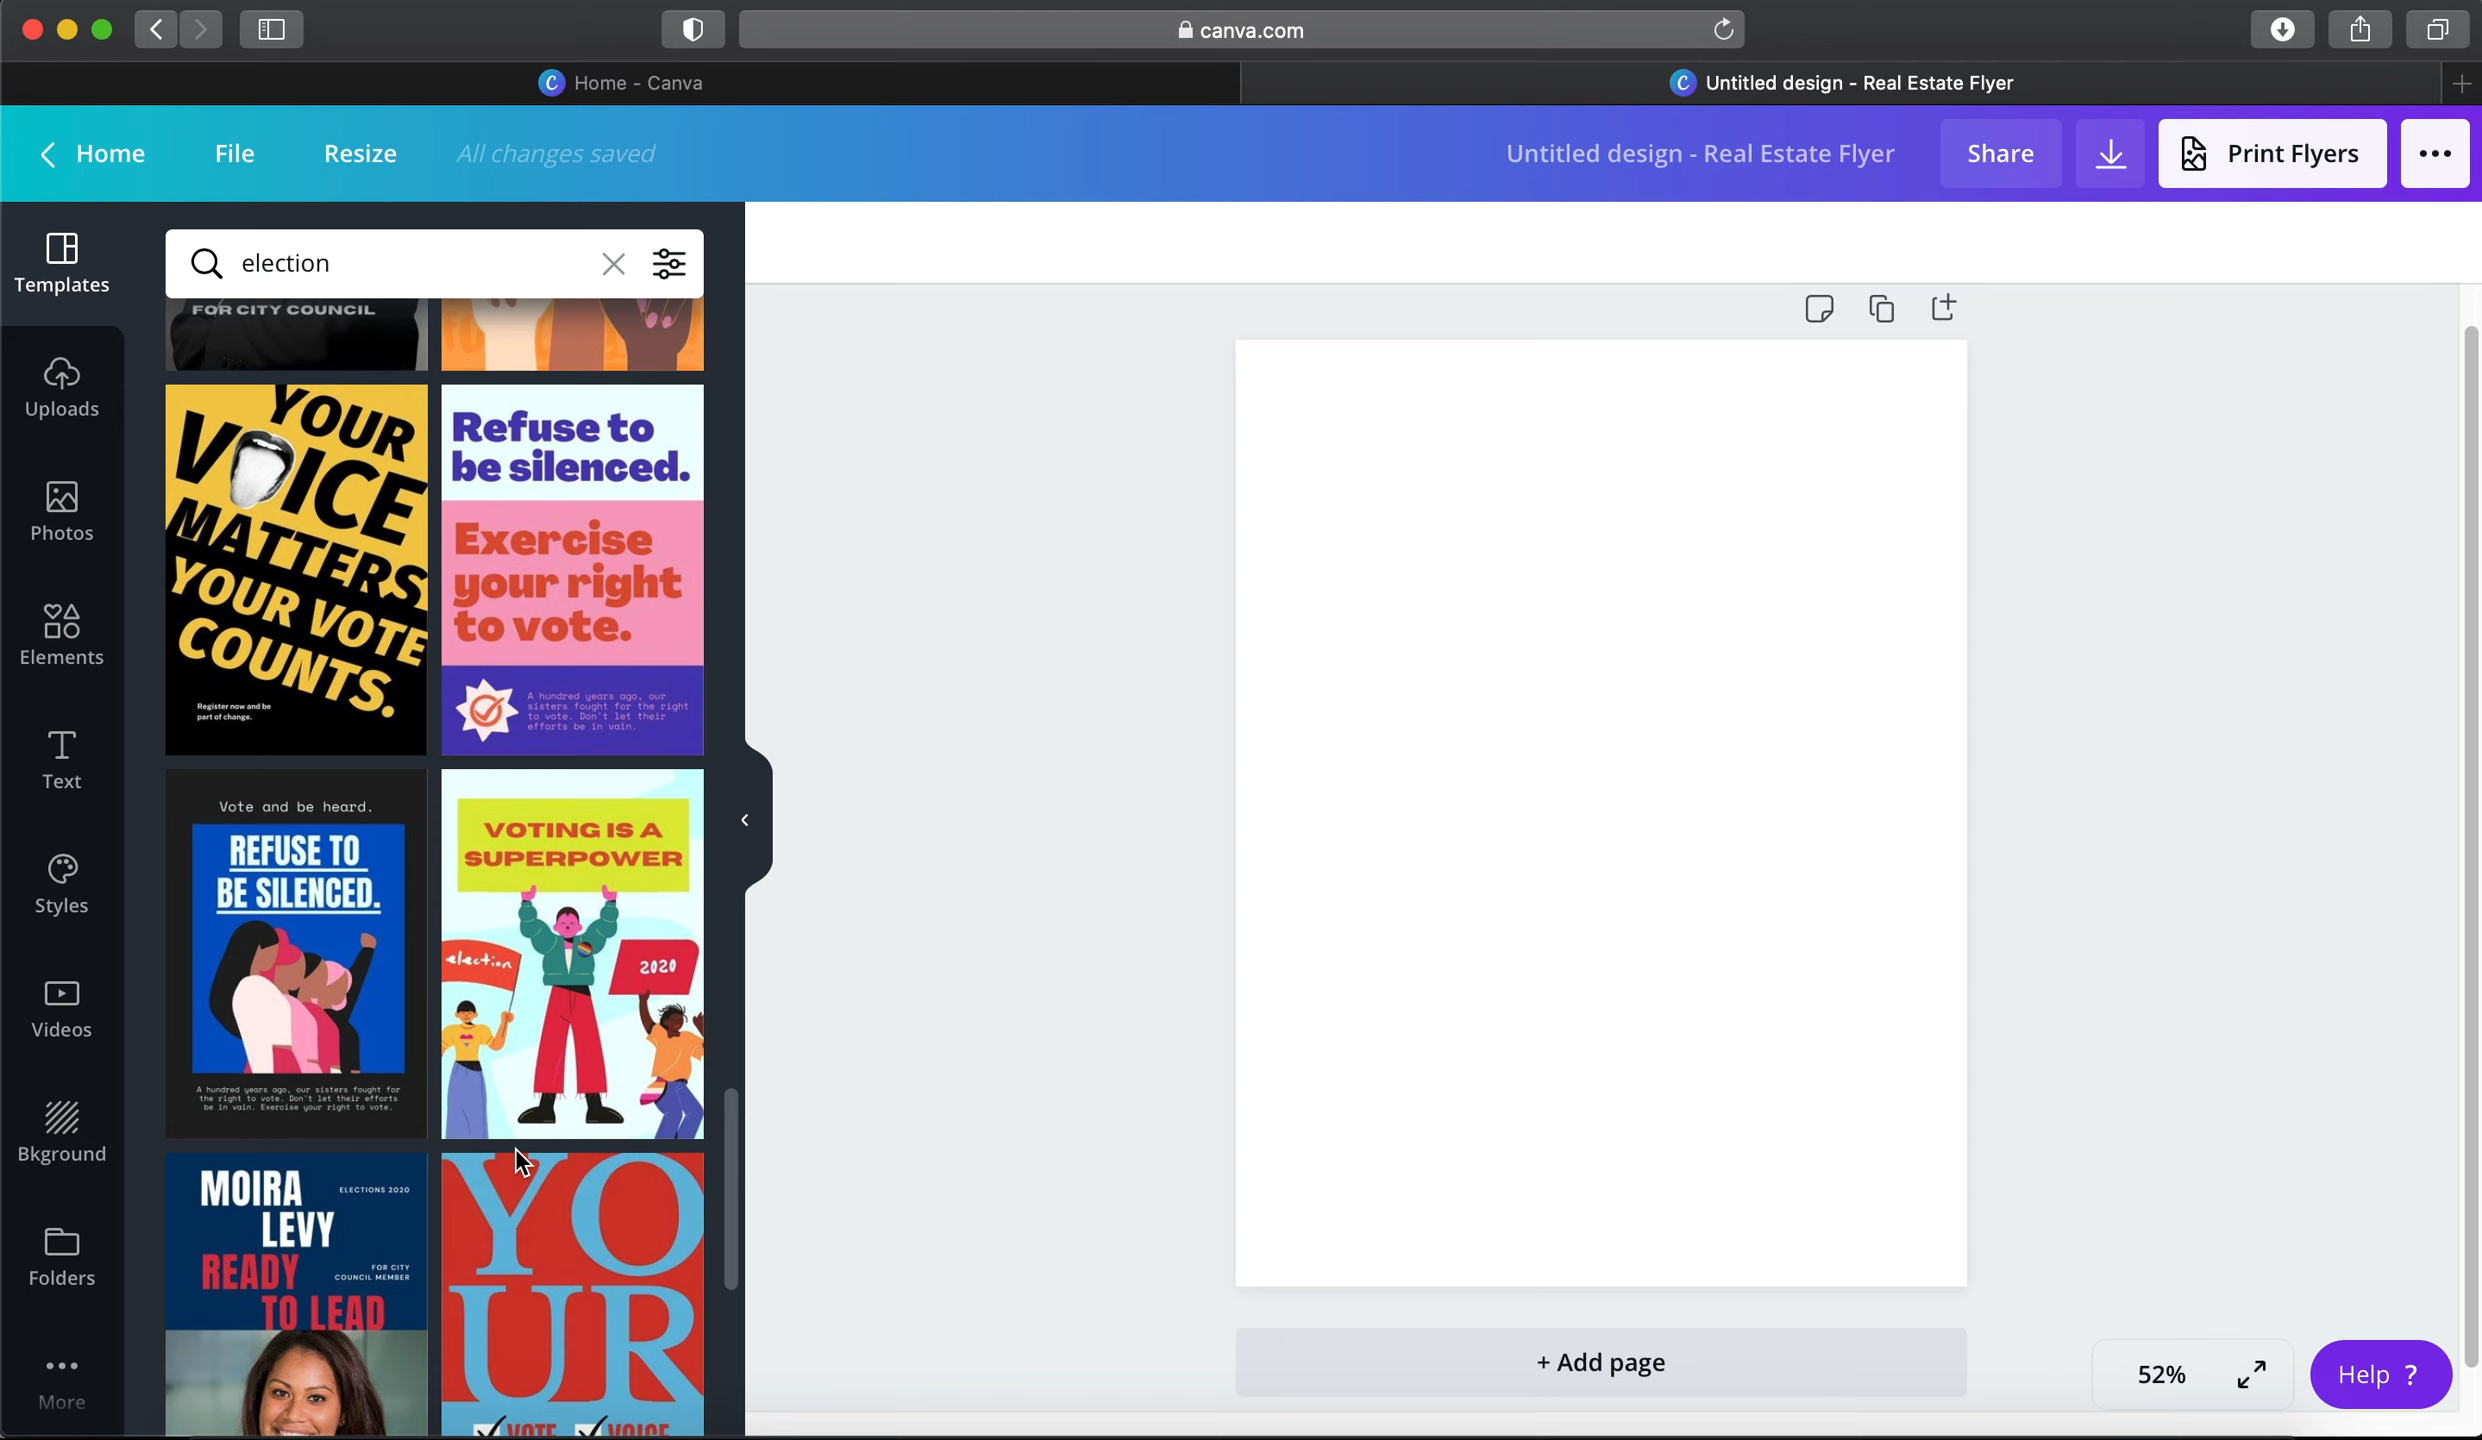 canva.com
Home - Canva
Untitled design - Real Estate Flyer
Home
File
Resize
All changes saved
Untitled design - Real Estate Flyer
Share
Print Flyers
Templates
Uploads
Photos
Elements
Text
Styles
Videos
Bkground
Folders
More
election
FOR CITY COUNCIL
YOUR
VOICE
MATTERS
YOUR VOTE
COUNTS.
Register now and be
part of change.
Refuse to
be silenced.
Exercise
your right
to vote.
A hundred years ago, our
sisters fought for the right
to vote. Don't let their
efforts be in vain.
Vote and be heard.
REFUSE TO
BE SILENCED.
A hundred years ago, our sisters fought for
the right to vote. Don't let their efforts
be in vain. Exercise your right to vote.
VOTING IS A
SUPERPOWER
election
2020
MOIRA
LEVY
READY
TO LEAD
ELECTIONS 2020
FOR CITY
COUNCIL MEMBER
YO
UR
VOTE VOICE
+ Add page
52%
Help ?